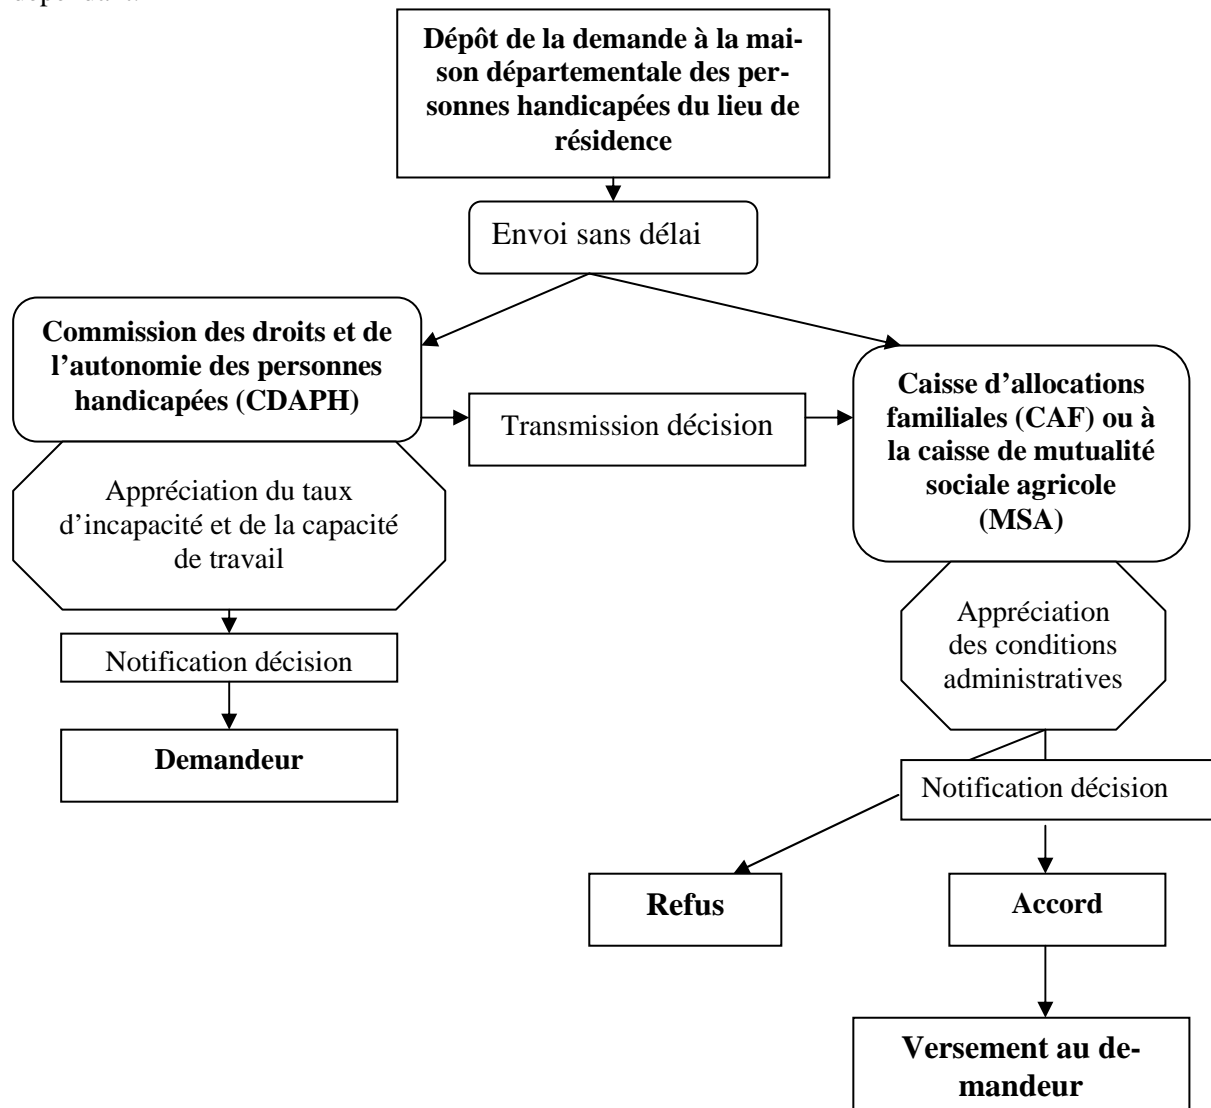 Dépôt de la demande à la mai-
son départementale des per-
sonnes handicapées du lieu de
résidence
Envoi sans délai
Commission des droits et de
l’autonomie des personnes
handicapées (CDAPH)
Transmission décision
Caisse d’allocations
familiales (CAF) ou à
la caisse de mutualité
sociale agricole
(MSA)
Appréciation du taux
d’incapacité et de la capacité
de travail
Appréciation
des conditions
administratives
Notification décision
Demandeur
Notification décision
Refus
Accord
Versement au de-
mandeur